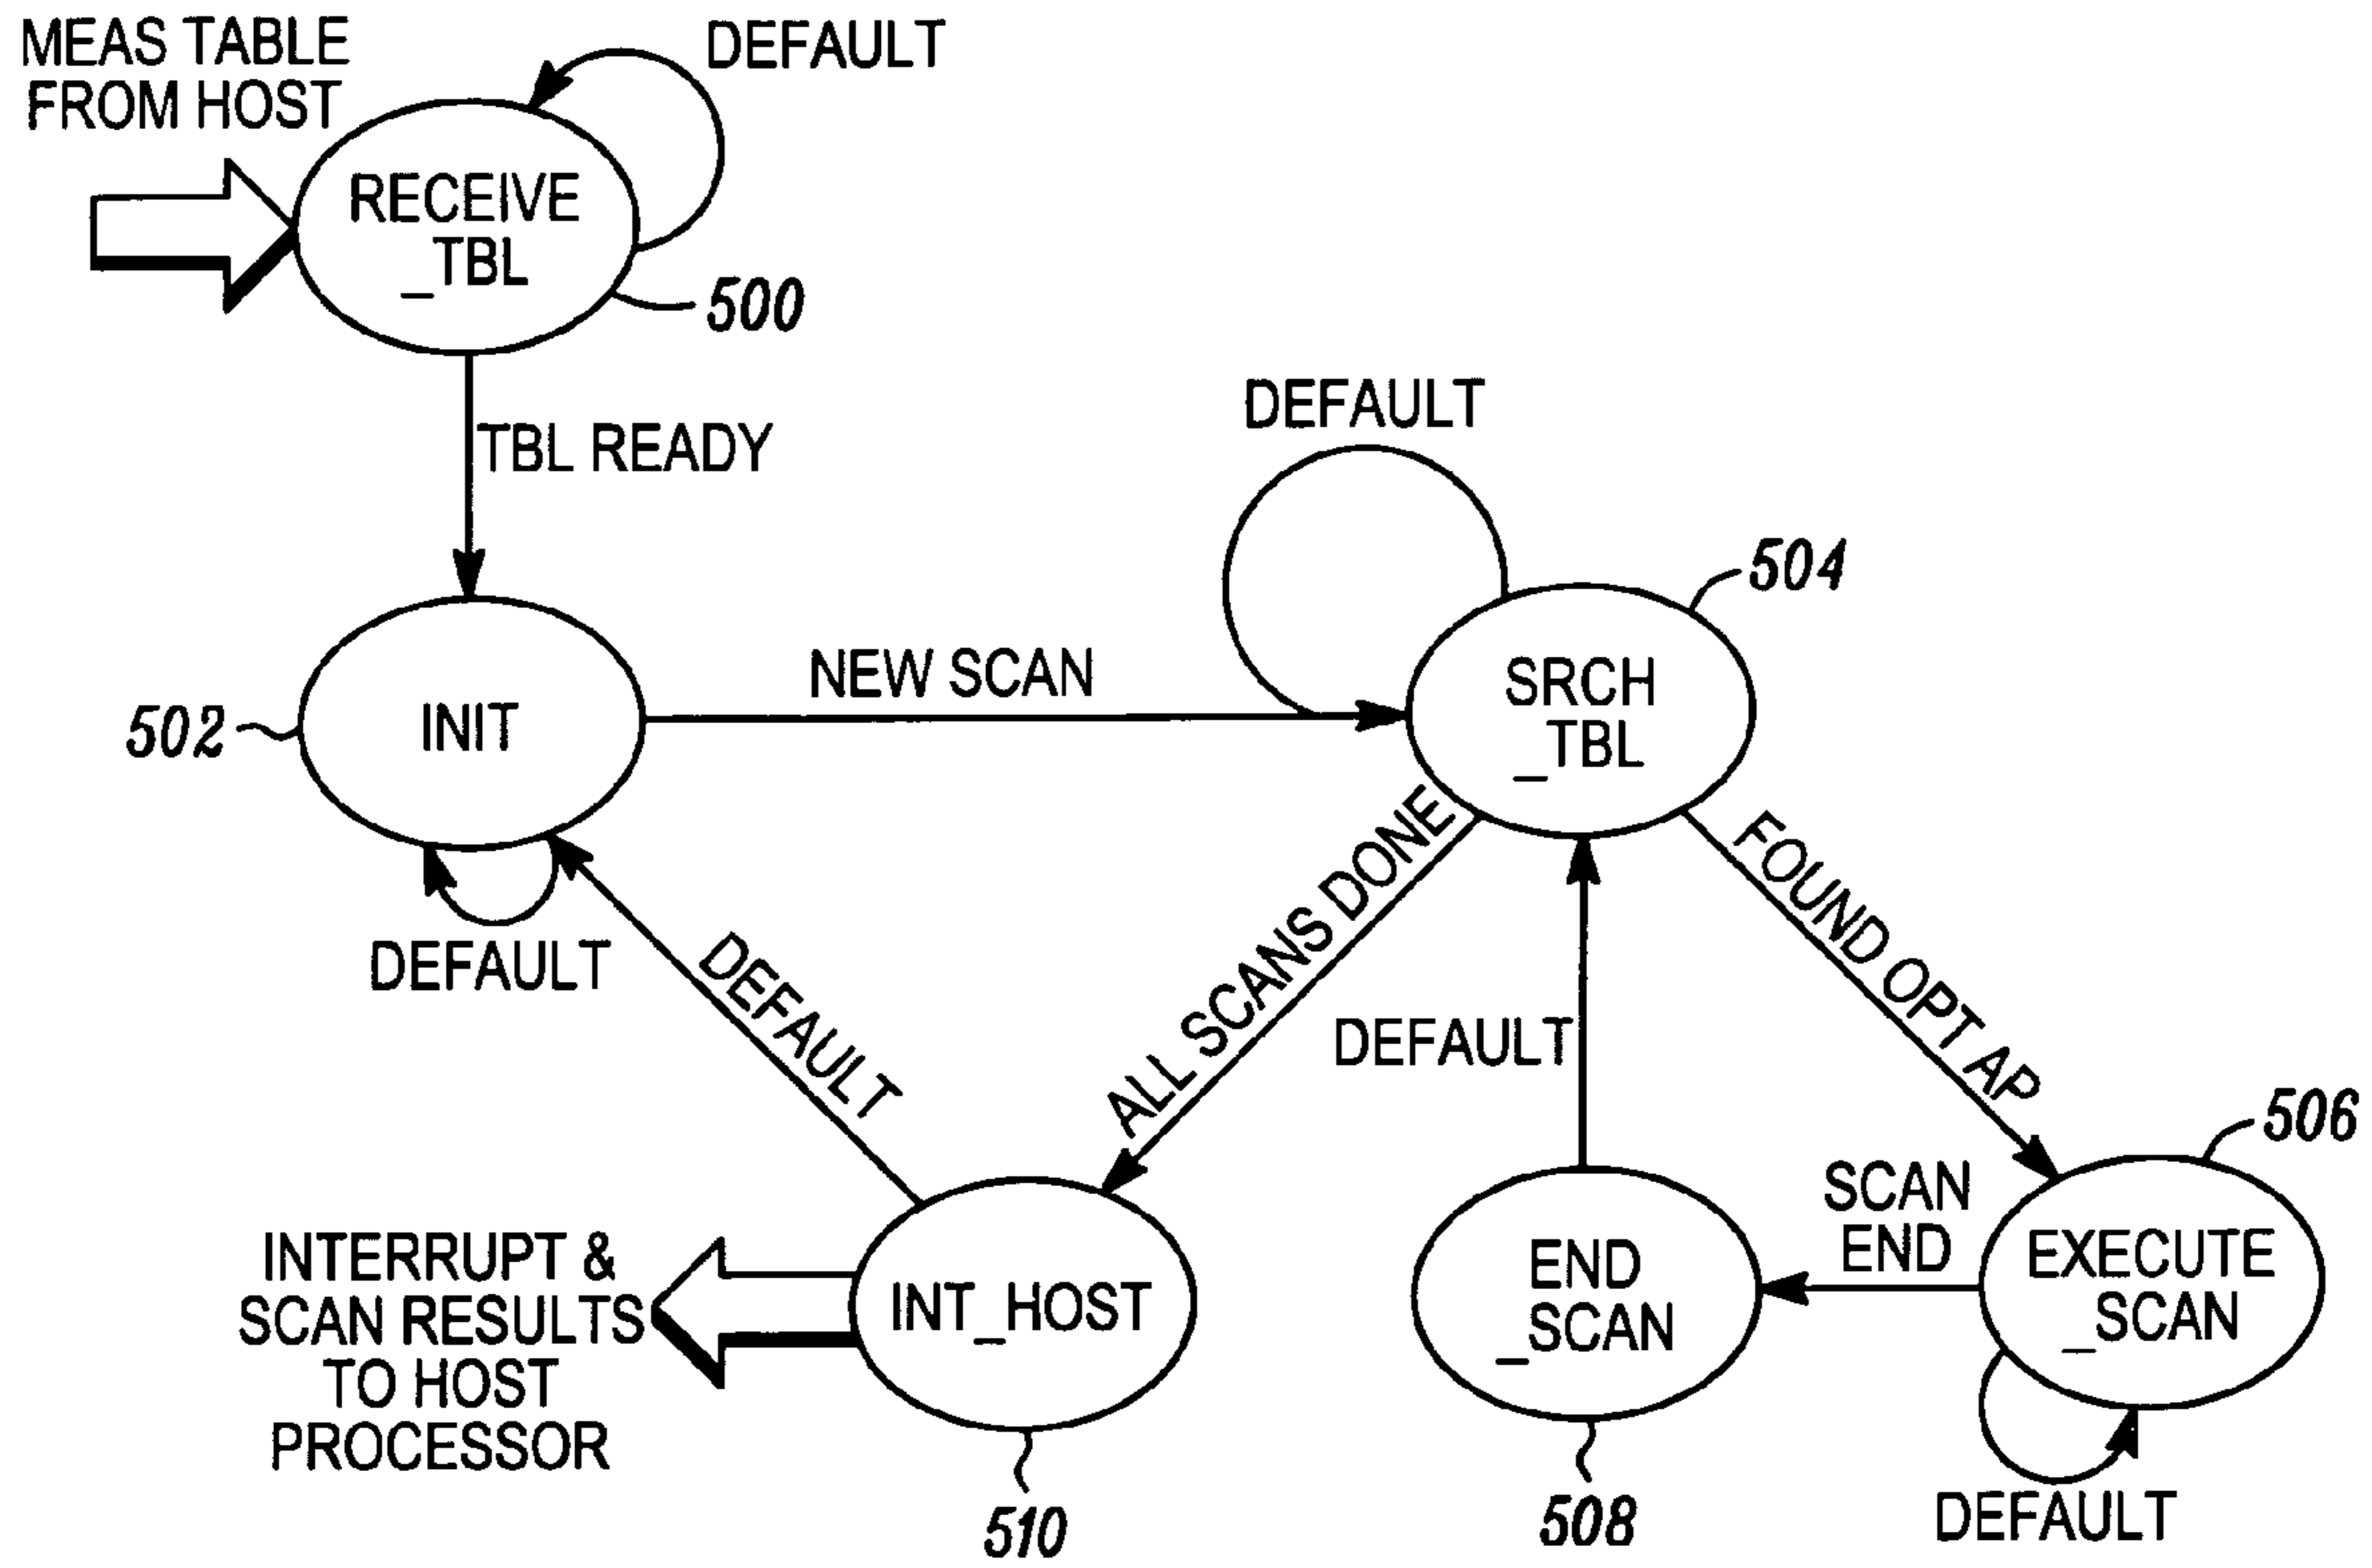 MEAS TABLE
FROM HOST
DEFAULT
RECEIVE
_TBL
500
TBL READY
DEFAULT
504
NEW SCAN
SRCH
_TBL
502
INIT
DEFAULT
DEFAULT
ALL SCANS DONE
FOUND OPT AP
DEFAULT
506
SCAN
END
EXECUTE
_SCAN
END
_SCAN
INT_HOST
INTERRUPT &
SCAN RESULTS
TO HOST
PROCESSOR
510
508
DEFAULT